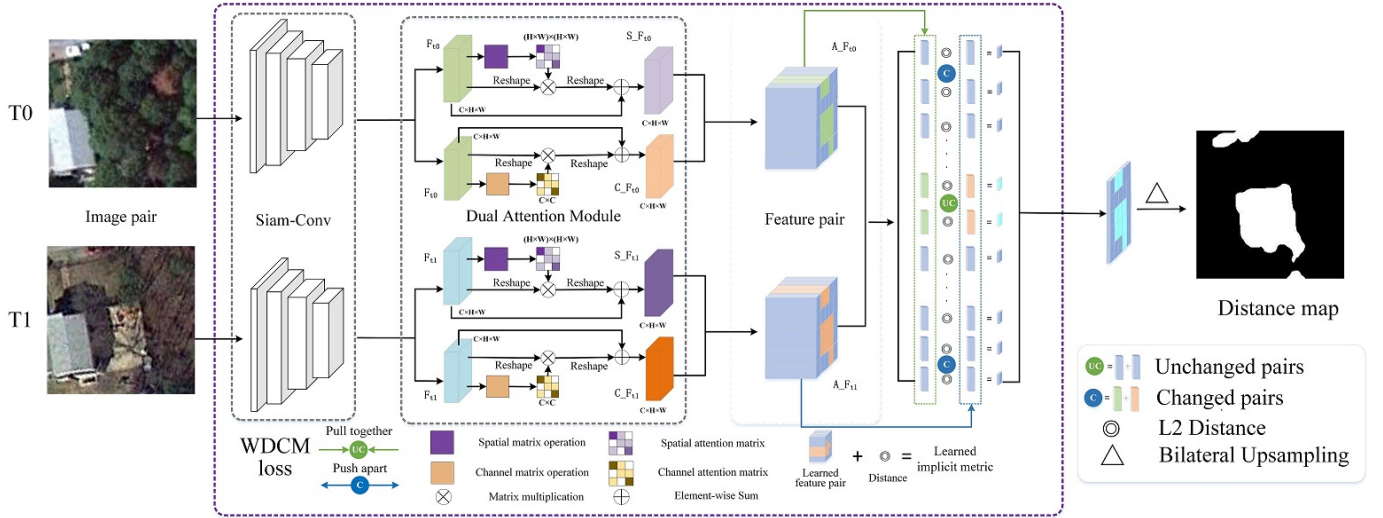 T0
Image pair
T1
Siam-Conv
F_t0
(H×W)×(H×W)
S_F_t0
Reshape
Reshape
C×H×W
C×H×W
C×H×W
Reshape
Reshape
F_t0
C×C
C_F_t0
C×H×W
Dual Attention Module
(H×W)×(H×W)
F_t1
S_F_t1
Reshape
Reshape
C×H×W
C×H×W
C×H×W
Reshape
Reshape
F_t1
C×C
C_F_t1
C×H×W
A_F_t0
Feature pair
A_F_t1
C
UC
C
= = = = = = = = =
Distance map
WDCM
loss
Pull together
UC
Push apart
C
Spatial matrix operation
Channel matrix operation
Matrix multiplication
Spatial attention matrix
Channel attention matrix
Element-wise Sum
Learned
feature pair
+
Distance
=
Learned
implicit metric
UC = + Unchanged pairs
C = + Changed pairs
L2 Distance
Bilateral Upsampling